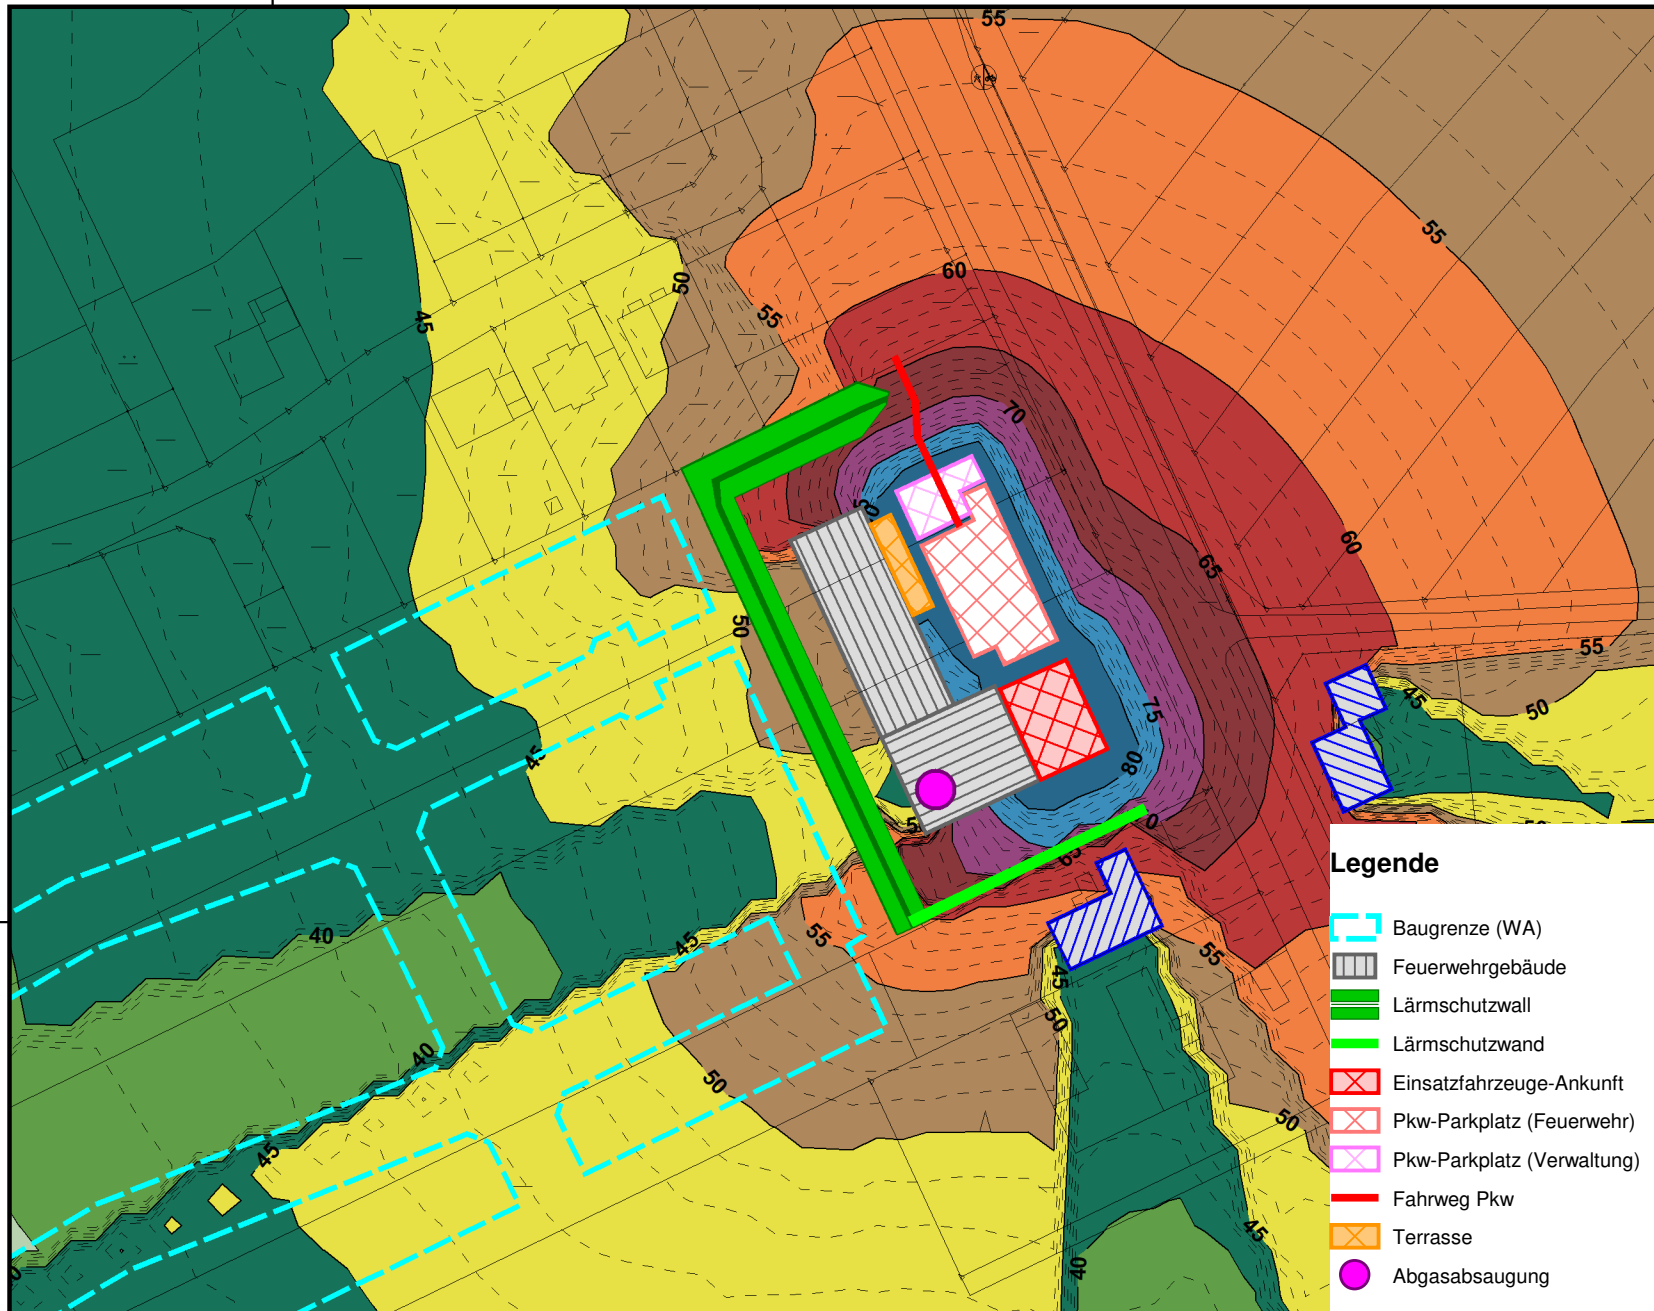 55
55
60
50
45
55
70
60
65
50
55
45
50
75
80
45
65
55
45
55
40
45
50
40
50
50
45
45
40
Legende
Baugrenze (WA)
Feuerwehrgebäude
Lärmschutzwall
Lärmschutzwand
Einsatzfahrzeuge-Ankunft
Pkw-Parkplatz (Feuerwehr)
Pkw-Parkplatz (Verwaltung)
Fahrweg Pkw
Terrasse
Abgasabsaugung